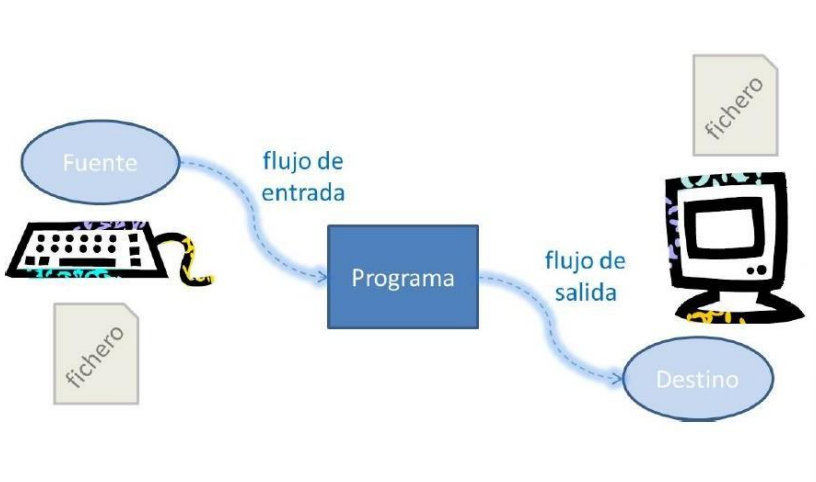 fichero
Fuente
flujo de
entrada
Programa
flujo de
salida
fichero
Destino